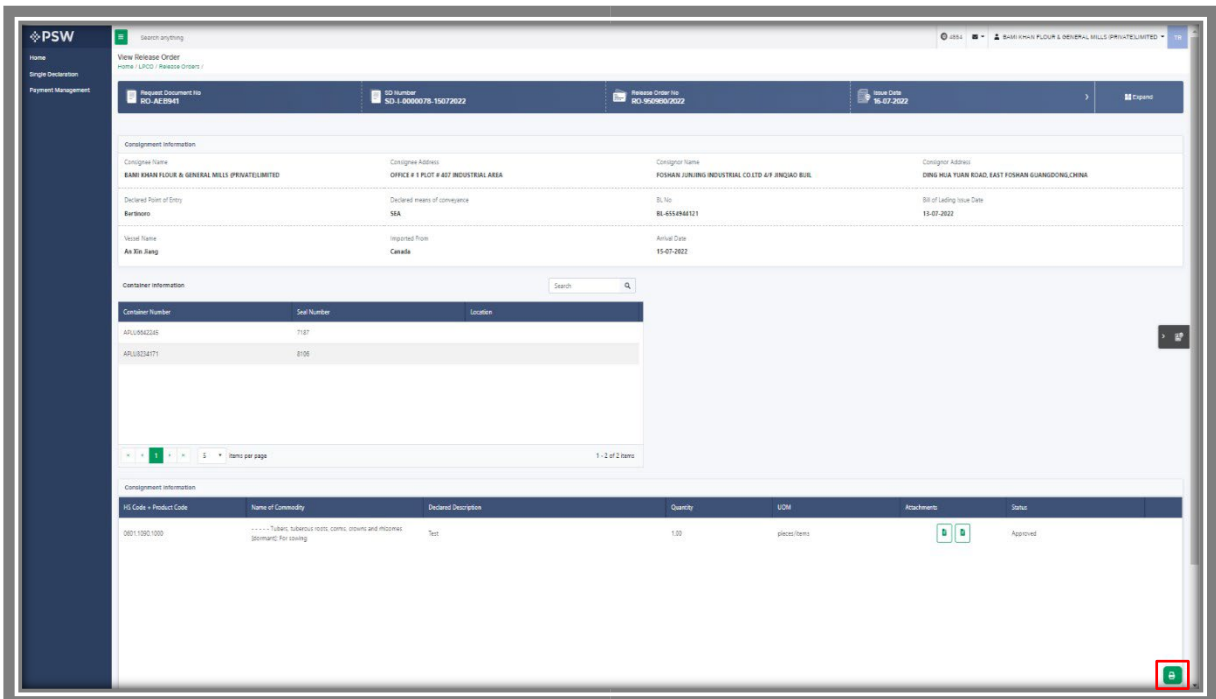 PSW
Search anything
4884
BAMI KHAN FLOUR & GENERAL MILLS (PRIVATE)LIMITED
TR
Home
Single Declaration
Payment Management
View Release Order
Home / LPCO / Release Orders /
Request Document No
RO-AEB941
SD Number
SD-I-0000078-15072022
Release Order No
RO-950980/2022
Issue Date
16-07-2022
Expand
Consignment Information
Consignee Name
Consignee Address
Consignor Name
Consignor Address
BAMI KHAN FLOUR & GENERAL MILLS (PRIVATE)LIMITED
OFFICE # 1 PLOT # 407 INDUSTRIAL AREA
FOSHAN JUNJING INDUSTRIAL CO.LTD 4/F JINQIAO BUIL
DING HUA YUAN ROAD, EAST FOSHAN GUANGDONG,CHINA
Declared Point of Entry
Declared means of conveyance
BL No
Bill of Lading Issue Date
Bertinoro
SEA
BL-6554944121
13-07-2022
Vessel Name
Imported From
Arrival Date
An Xin Jiang
Canada
15-07-2022
Container Information
Search
Container Number
Seal Number
Location
APLU6642246
7187
APLU8234171
8106
1
5
items per page
1 - 2 of 2 items
Consignment Information
HS Code + Product Code
Name of Commodity
Declared Description
Quantity
UOM
Attachments
Status
0601.1090.1000
- - - - - Tubers, tuberous roots, corms, crowns and rhizomes
(dormant): For sowing
Test
1.00
pieces/items
Approved